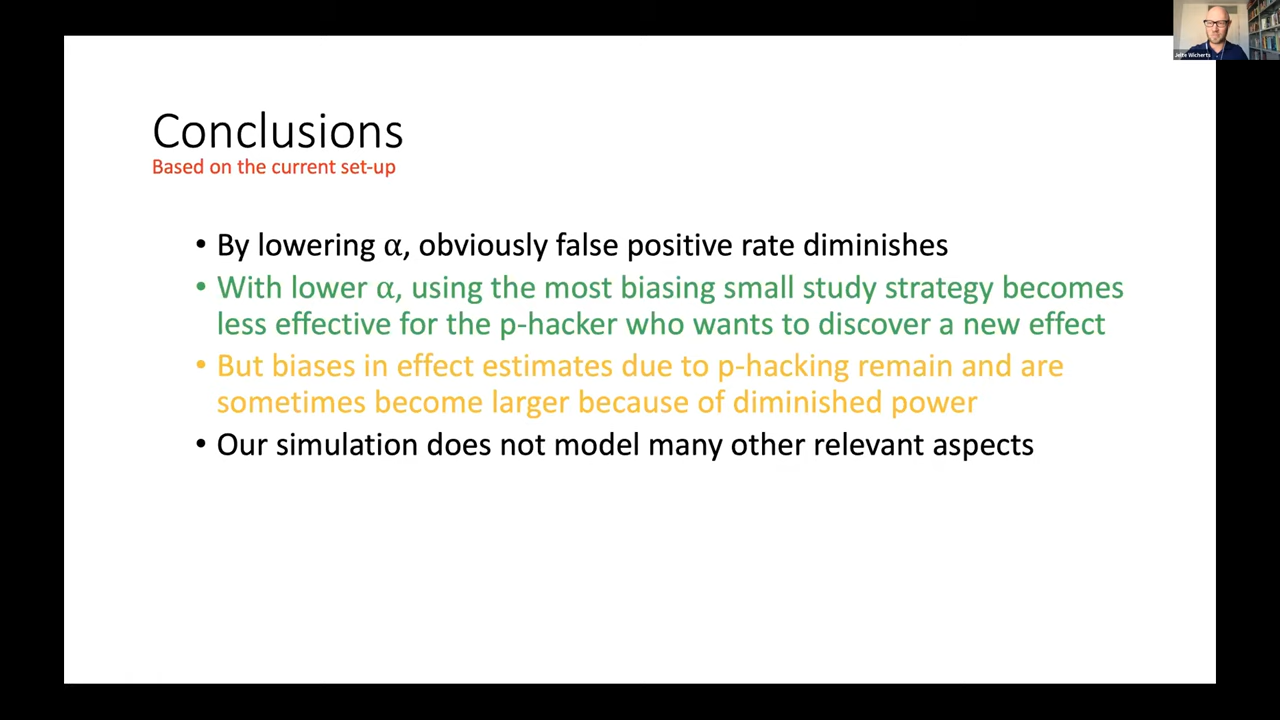 Jelte Wicherts
Conclusions
Based on the current set-up
• By lowering α, obviously false positive rate diminishes
• With lower α, using the most biasing small study strategy becomes
less effective for the p-hacker who wants to discover a new effect
• But biases in effect estimates due to p-hacking remain and are
sometimes become larger because of diminished power
• Our simulation does not model many other relevant aspects